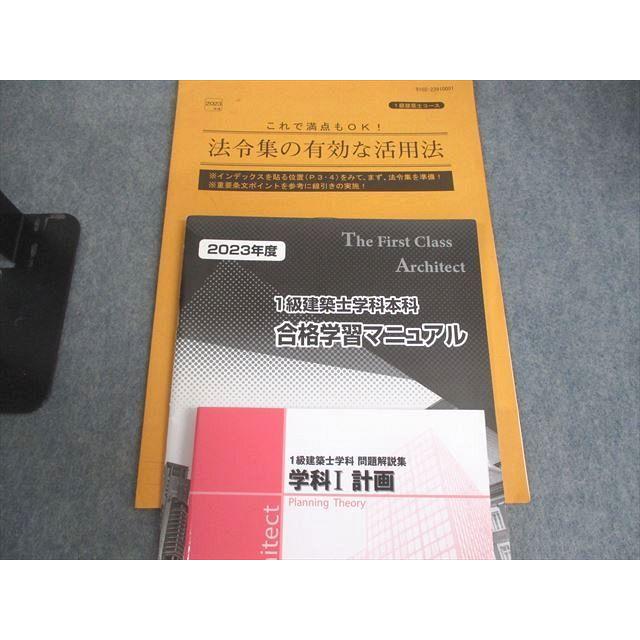 2023
1級建築士コース
これで満点もOK！
法令集の有効な活用法
※インデックスを貼る位置(P.3・4)をみて、まず、法令集を準備！
※重要条文ポイントを参考に線引きの実施！
2023年度
The First Class
Architect
1級建築士学科本科
合格学習マニュアル
1級建築士学科 問題解説集
学科I 計画
Planning Theory
hitect